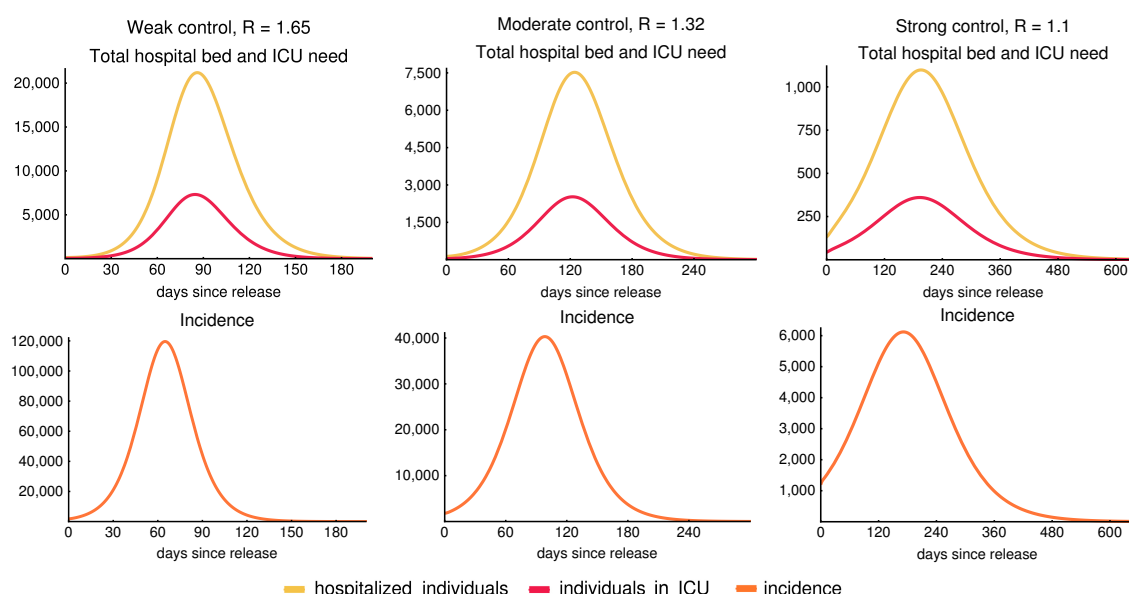 Weak control, R = 1.65
Total hospital bed and ICU need
20,000
15,000
10,000
5,000
0 30 60 90 120 150 180
days since release
Moderate control, R = 1.32
Total hospital bed and ICU need
7,500
6,000
4,500
3,000
1,500
0 60 120 180 240
days since release
Strong control, R = 1.1
Total hospital bed and ICU need
1,000
750
500
250
0 120 240 360 480 600
days since release
Incidence
120,000
100,000
80,000
60,000
40,000
20,000
0 30 60 90 120 150 180
days since release
Incidence
40,000
30,000
20,000
10,000
0 60 120 180 240
days since release
Incidence
6,000
5,000
4,000
3,000
2,000
1,000
0 120 240 360 480 600
days since release
hospitalized individuals individuals in ICU incidence